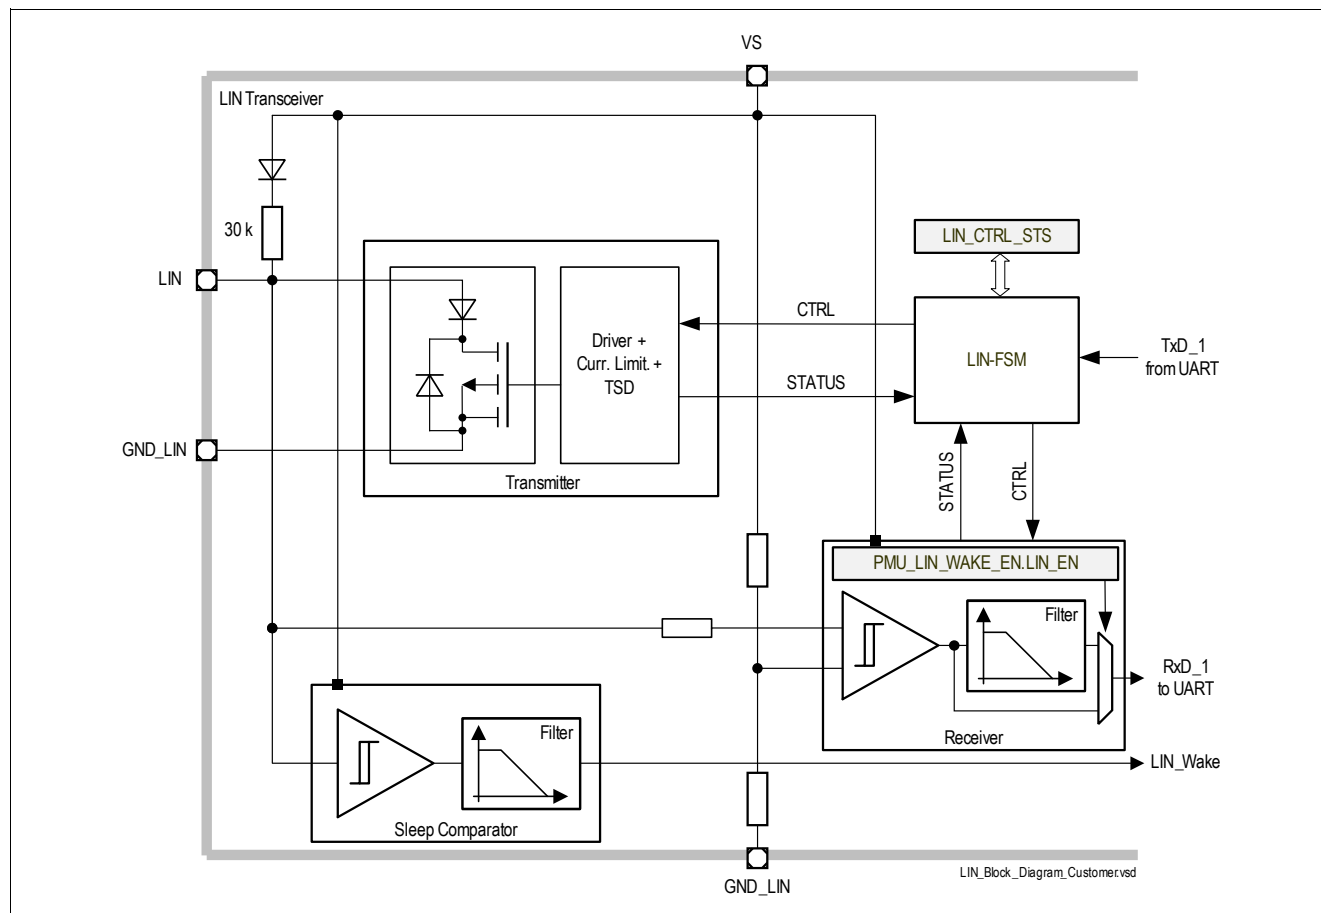 VS
LIN Transceiver
30 k
LIN
GND_LIN
Driver +
Curr. Limit. +
TSD
Transmitter
CTRL
STATUS
LIN_CTRL_STS
LIN-FSM
TxD_1
from UART
STATUS
CTRL
PMU_LIN_WAKE_EN.LIN_EN
Filter
RxD_1
to UART
Receiver
Filter
LIN_Wake
Sleep Comparator
GND_LIN
LIN_Block_Diagram_Customer.vsd